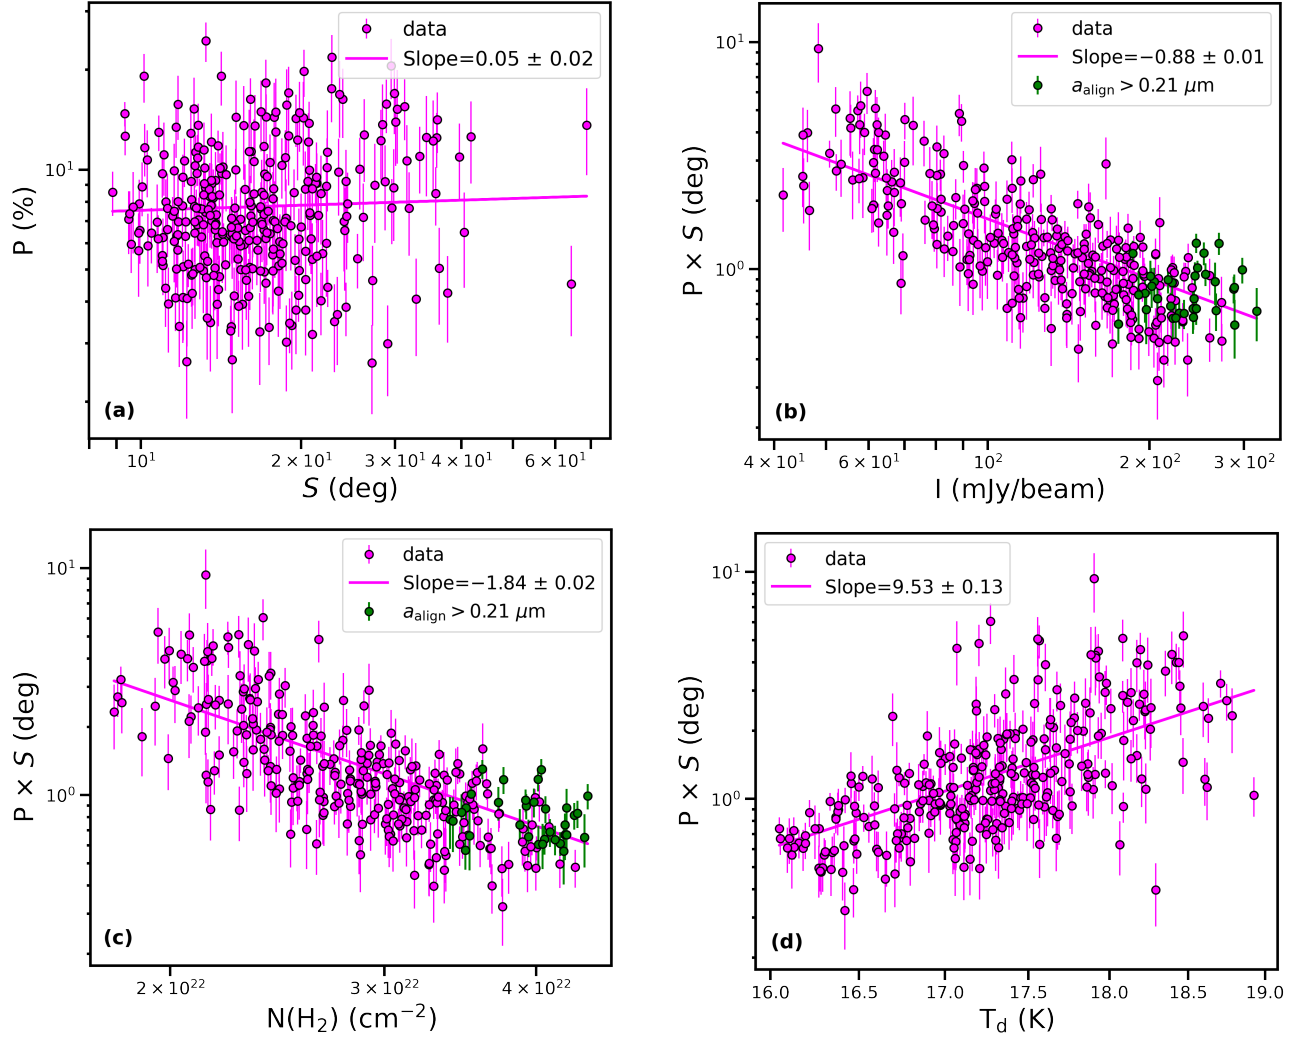 data
Slope=0.05 ± 0.02
P (%)
10¹
(a)
10¹
2 × 10¹
3 × 10¹
4 × 10¹
6 × 10¹
S (deg)
data
Slope=−0.88 ± 0.01
a_align > 0.21 μm
P × S (deg)
10¹
10⁰
(b)
4 × 10¹
6 × 10¹
10²
2 × 10²
3 × 10²
I (mJy/beam)
data
Slope=−1.84 ± 0.02
a_align > 0.21 μm
P × S (deg)
10¹
10⁰
(c)
2 × 10²²
3 × 10²²
4 × 10²²
N(H₂) (cm⁻²)
data
Slope=9.53 ± 0.13
P × S (deg)
10¹
10⁰
(d)
16.0
16.5
17.0
17.5
18.0
18.5
19.0
T_d (K)